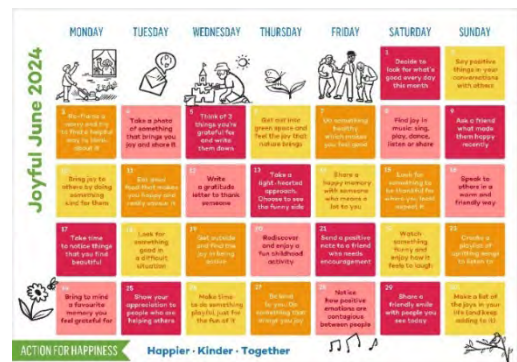 MONDAY TUESDAY WEDNESDAY THURSDAY FRIDAY SATURDAY SUNDAY
Joyful June 2024
1
Decide to
look for what's
good every day
this month
Say positive
things in your
conversations
with others
3
Re-frame a
worry and try
to find a helpful
way to think
about it
4
Take a photo
of something
that brings you
joy and share it
5
Think of 3
things you're
grateful for and
write them
down
6
Get out into
green space and
feel the joy that
nature brings
7
Do something
healthy
which makes
you feel good
8
Find joy in
music: sing,
play, dance,
listen or share
9
Ask a friend
what made
them happy
recently
10
Bring joy to
others by doing
something
kind for them
11
Eat good
food that makes
you happy and
really savour it
12
Write
a gratitude
letter to thank
someone
13
Take a
light-hearted
approach.
Choose to see
the funny side
14
Share a
happy memory
with someone
who means a
lot to you
15
Look for
something to
be thankful for
where you least
expect it
16
Speak to
others in a
warm and
friendly way
17
Take time
to notice things
that you find
beautiful
18
Look for
something
good in a
difficult
situation
19
Get outside
and find the
joy in being
active
20
Rediscover
and enjoy a
fun childhood
activity
21
Send a positive
note to a friend
who needs
encouragement
22
Watch
something
funny and
enjoy how it
feels to laugh
23
Create a
playlist of
uplifting songs
to listen to
24
Bring to mind
a favourite
memory you
feel grateful for
25
Show your
appreciation to
people who are
helping others
26
Make time
to do something
playful, just for
the fun of it
27
Be kind
to you. Do
something that
brings you joy
28
Notice
how positive
emotions are
contagious
between people
29
Share a
friendly smile
with people you
see today
30
Make a list of
the joys in your
life (and keep
adding to it)
ACTION FOR HAPPINESS
Happier · Kinder · Together